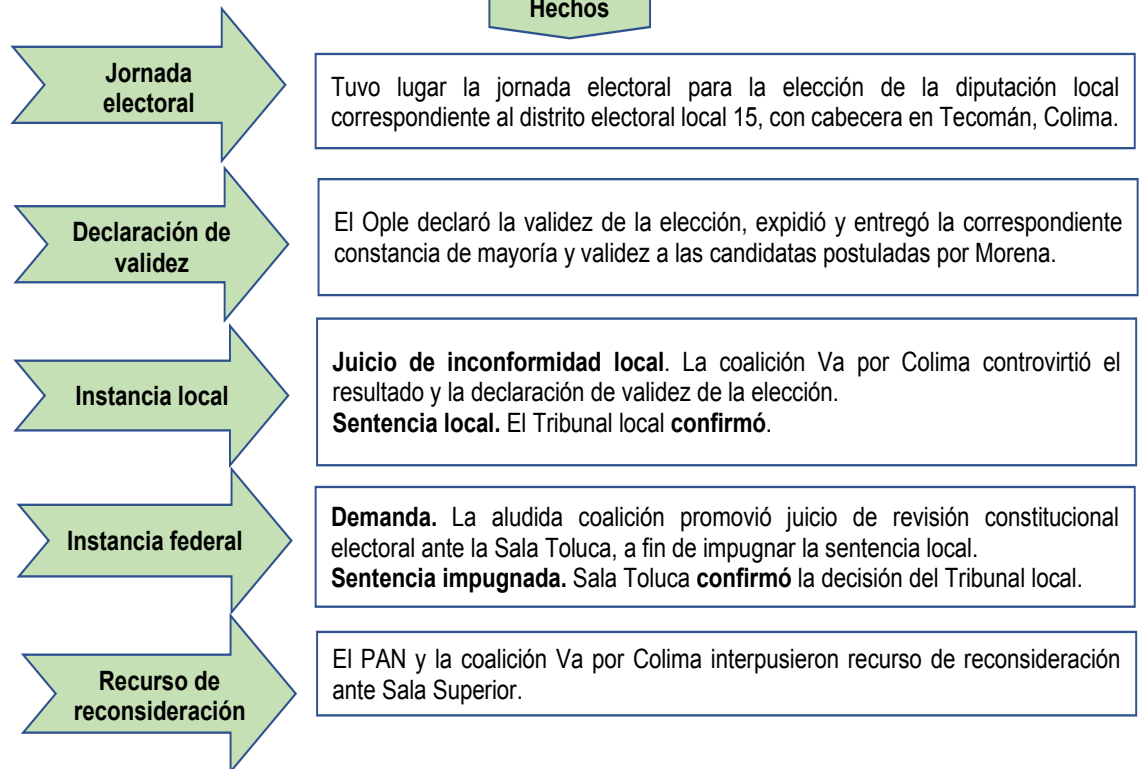 Hechos
Jornada
electoral
Tuvo lugar la jornada electoral para la elección de la diputación local
correspondiente al distrito electoral local 15, con cabecera en Tecomán, Colima.
Declaración de
validez
El Ople declaró la validez de la elección, expidió y entregó la correspondiente
constancia de mayoría y validez a las candidatas postuladas por Morena.
Instancia local
Juicio de inconformidad local. La coalición Va por Colima controvirtió el
resultado y la declaración de validez de la elección.
Sentencia local. El Tribunal local confirmó.
Instancia federal
Demanda. La aludida coalición promovió juicio de revisión constitucional
electoral ante la Sala Toluca, a fin de impugnar la sentencia local.
Sentencia impugnada. Sala Toluca confirmó la decisión del Tribunal local.
Recurso de
reconsideración
El PAN y la coalición Va por Colima interpusieron recurso de reconsideración
ante Sala Superior.